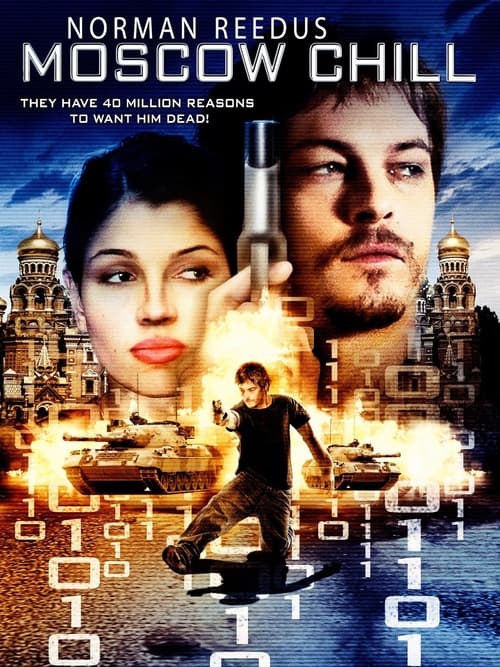 NORMAN REEDUS
MOSCOW CHILL
THEY HAVE 40 MILLION REASONS
TO WANT HIM DEAD!